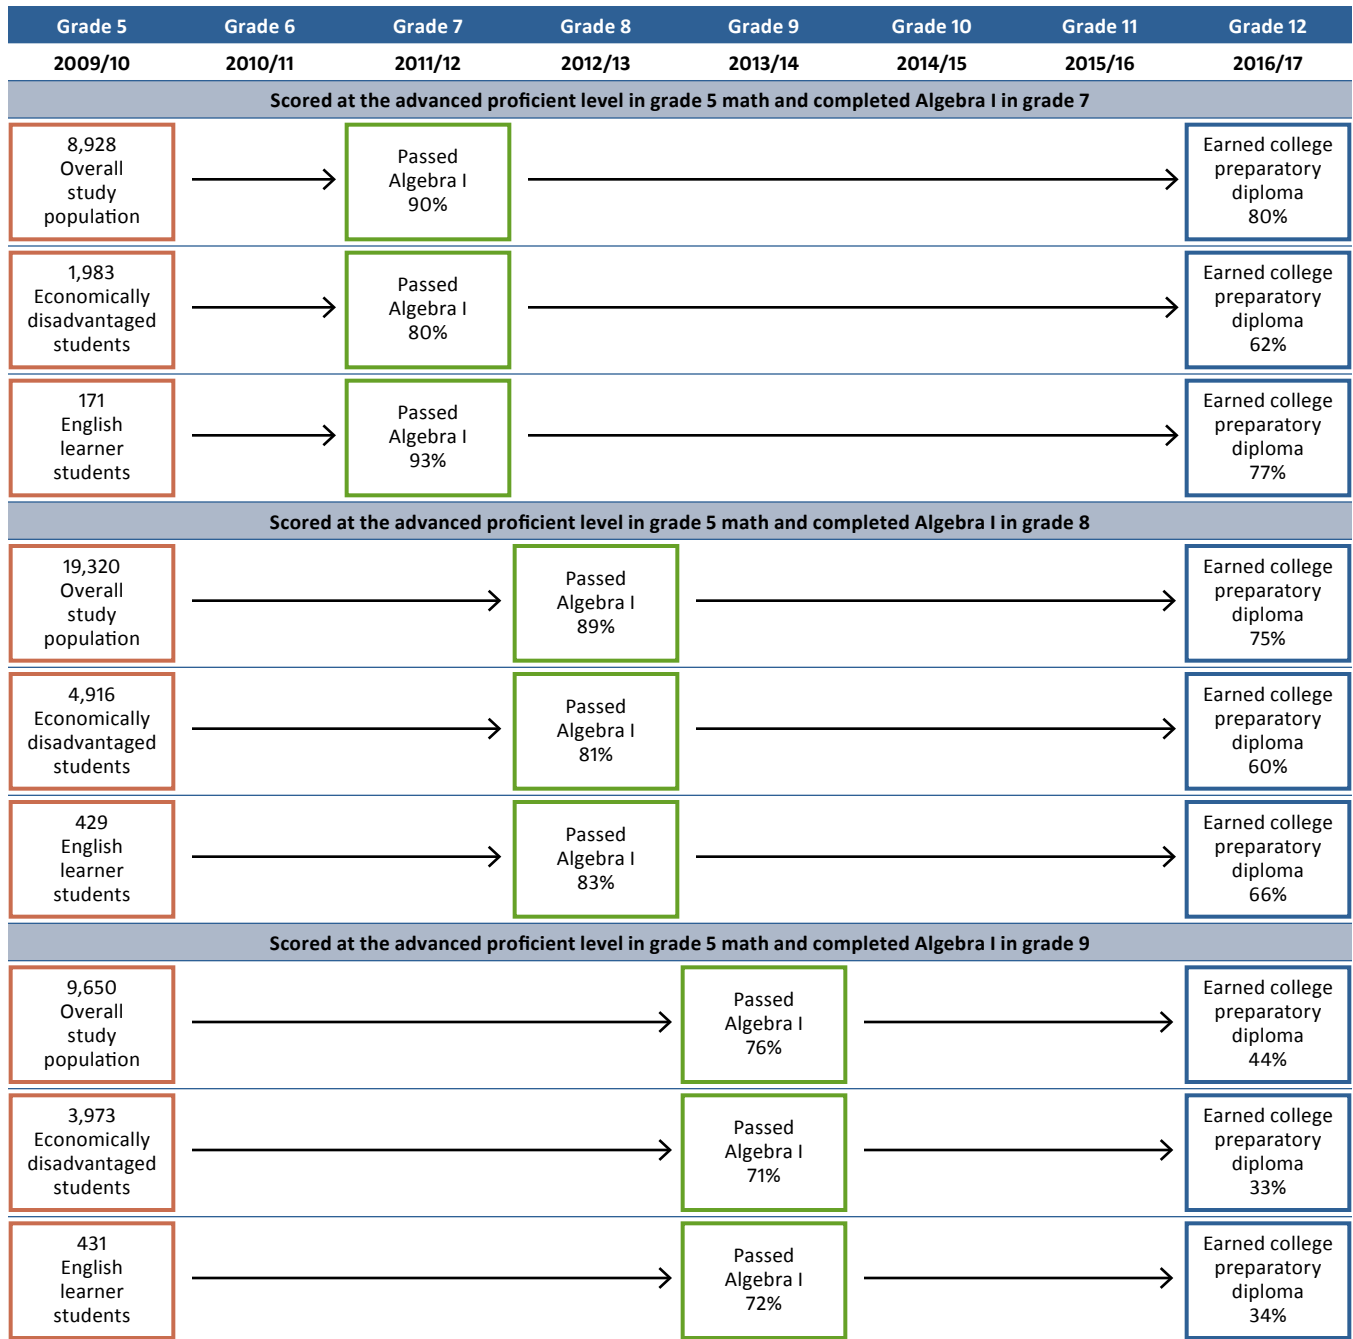 Grade 5 Grade 6 Grade 7 Grade 8 Grade 9 Grade 10 Grade 11 Grade 12
2009/10 2010/11 2011/12 2012/13 2013/14 2014/15 2015/16 2016/17
Scored at the advanced proficient level in grade 5 math and completed Algebra I in grade 7
8,928
Overall
study
population
Passed
Algebra I
90%
Earned college
preparatory
diploma
80%
1,983
Economically
disadvantaged
students
Passed
Algebra I
80%
Earned college
preparatory
diploma
62%
171
English
learner
students
Passed
Algebra I
93%
Earned college
preparatory
diploma
77%
Scored at the advanced proficient level in grade 5 math and completed Algebra I in grade 8
19,320
Overall
study
population
Passed
Algebra I
89%
Earned college
preparatory
diploma
75%
4,916
Economically
disadvantaged
students
Passed
Algebra I
81%
Earned college
preparatory
diploma
60%
429
English
learner
students
Passed
Algebra I
83%
Earned college
preparatory
diploma
66%
Scored at the advanced proficient level in grade 5 math and completed Algebra I in grade 9
9,650
Overall
study
population
Passed
Algebra I
76%
Earned college
preparatory
diploma
44%
3,973
Economically
disadvantaged
students
Passed
Algebra I
71%
Earned college
preparatory
diploma
33%
431
English
learner
students
Passed
Algebra I
72%
Earned college
preparatory
diploma
34%